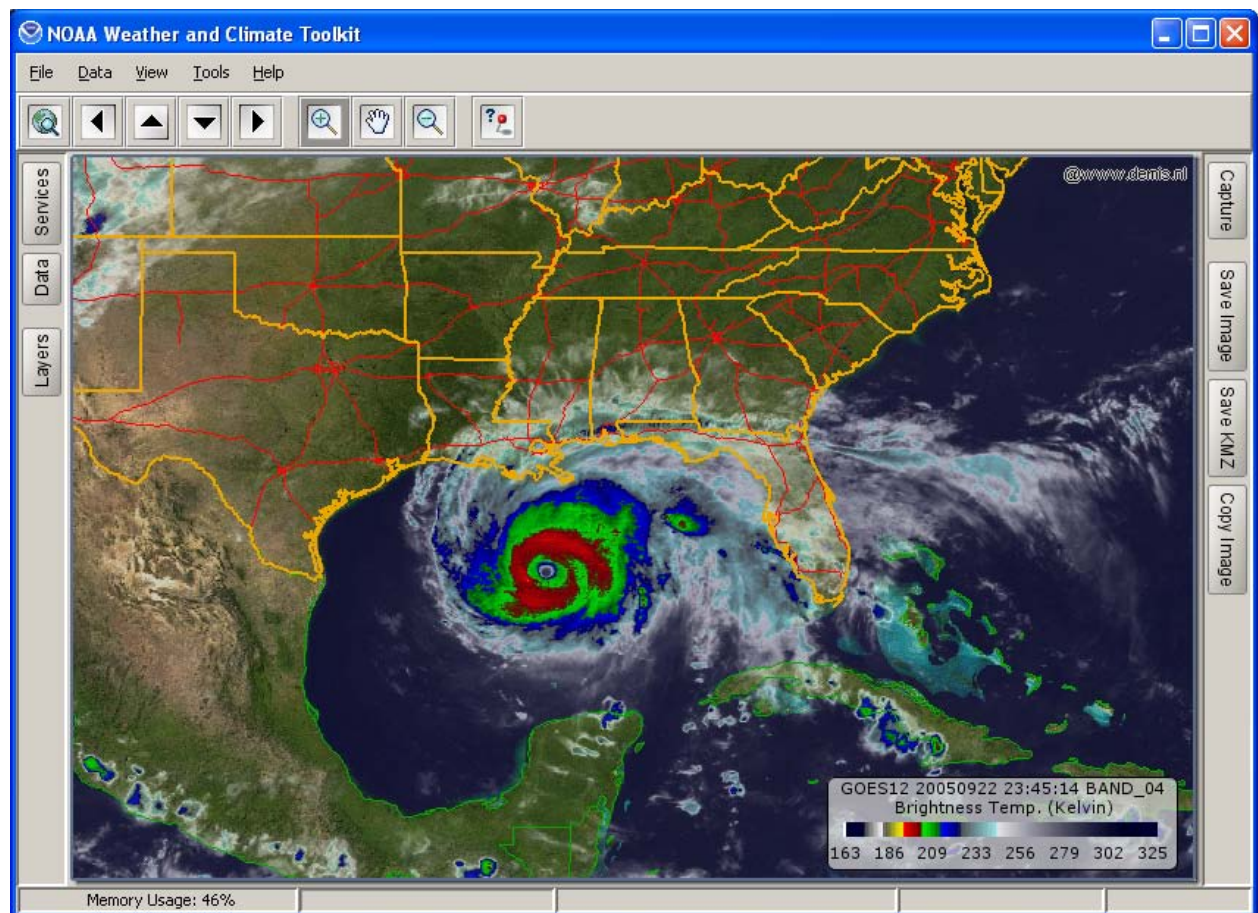 NOAA Weather and Climate Toolkit
File Data View Tools Help
?
Services
Data
Layers
@www.demis.nl
Capture
Save Image
Save KMZ
Copy Image
GOES12 20050922 23:45:14 BAND_04
Brightness Temp. (Kelvin)
163 186 209 233 256 279 302 325
Memory Usage: 46%